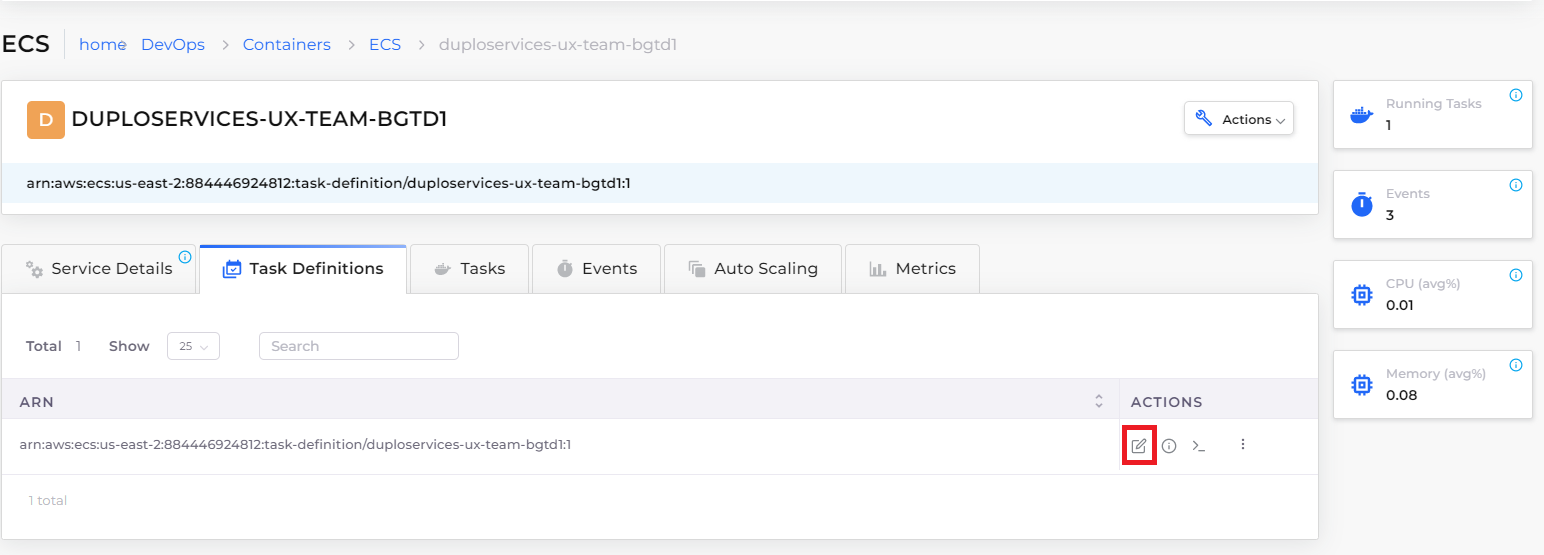 ECS home DevOps > Containers > ECS > duploservices-ux-team-bgtd1
D DUPLOSERVICES-UX-TEAM-BGTD1
Actions
arn:aws:ecs:us-east-2:884446924812:task-definition/duploservices-ux-team-bgtd1:1
Running Tasks
1
Events
3
CPU (avg%)
0.01
Memory (avg%)
0.08
Service Details Task Definitions Tasks Events Auto Scaling Metrics
Total 1 Show 25 Search
ARN ACTIONS
arn:aws:ecs:us-east-2:884446924812:task-definition/duploservices-ux-team-bgtd1:1
1 total